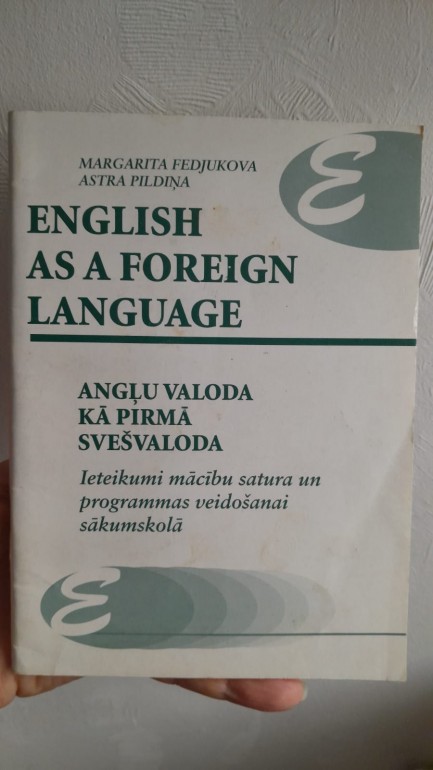 MARGARITA FEDJUKOVA
ASTRA PILDIŅA
ENGLISH
AS A FOREIGN
LANGUAGE
ANGĻU VALODA
KĀ PIRMĀ
SVEŠVALODA
Ieteikumi mācību satura un
programmas veidošanai
sākumskolā